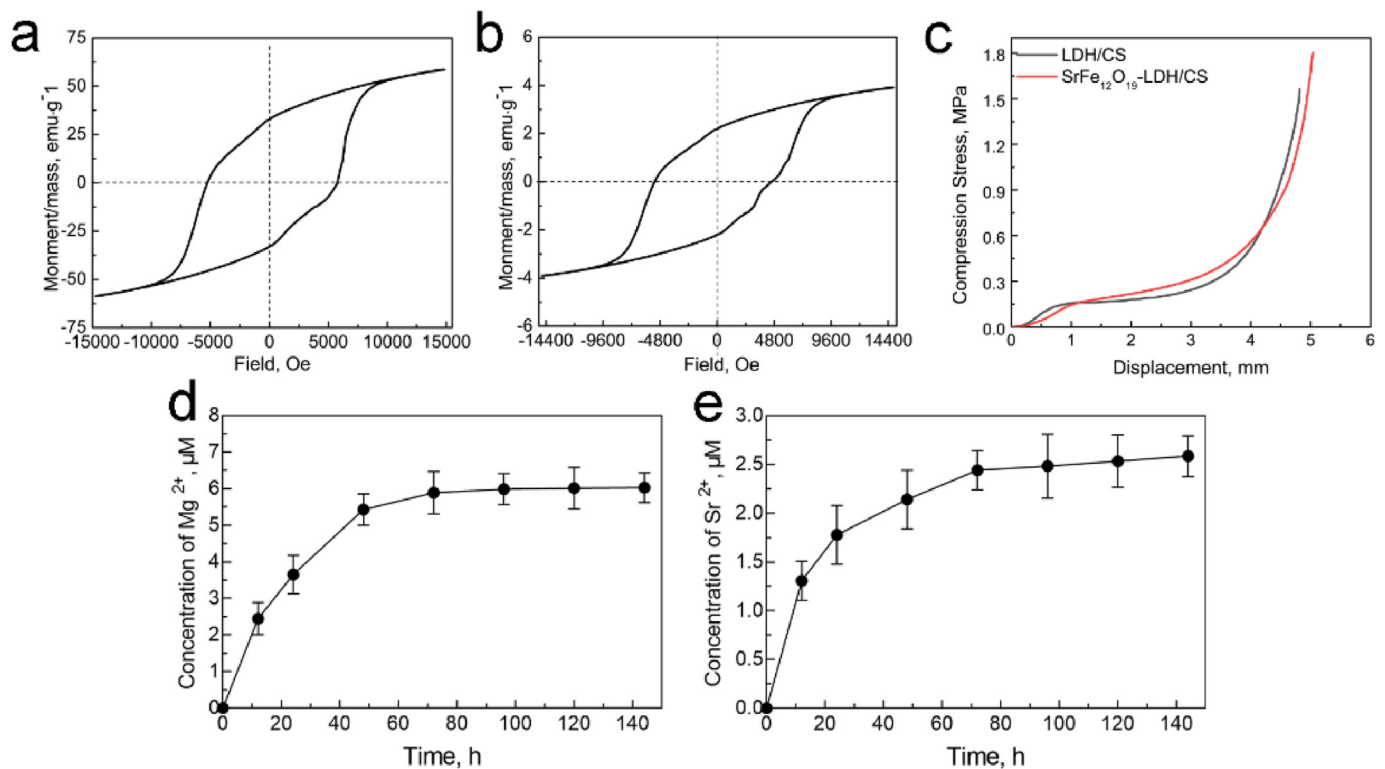 a
75
50
25
0
-25
-50
-75
Monment/mass, emu·g⁻¹
-15000 -10000 -5000 0 5000 10000 15000
Field, Oe
b
6
4
2
0
-2
-4
-6
Monment/mass, emu·g⁻¹
-14400 -9600 -4800 0 4800 9600 14400
Field, Oe
c
LDH/CS
SrFe₁₂O₁₉-LDH/CS
1.8
1.5
1.2
0.9
0.6
0.3
0.0
Compression Stress, MPa
0 1 2 3 4 5 6
Displacement, mm
d
8
7
6
5
4
3
2
1
0
Concentration of Mg²⁺, µM
0 20 40 60 80 100 120 140
Time, h
e
3.0
2.5
2.0
1.5
1.0
0.5
0.0
Concentration of Sr²⁺, µM
0 20 40 60 80 100 120 140
Time, h